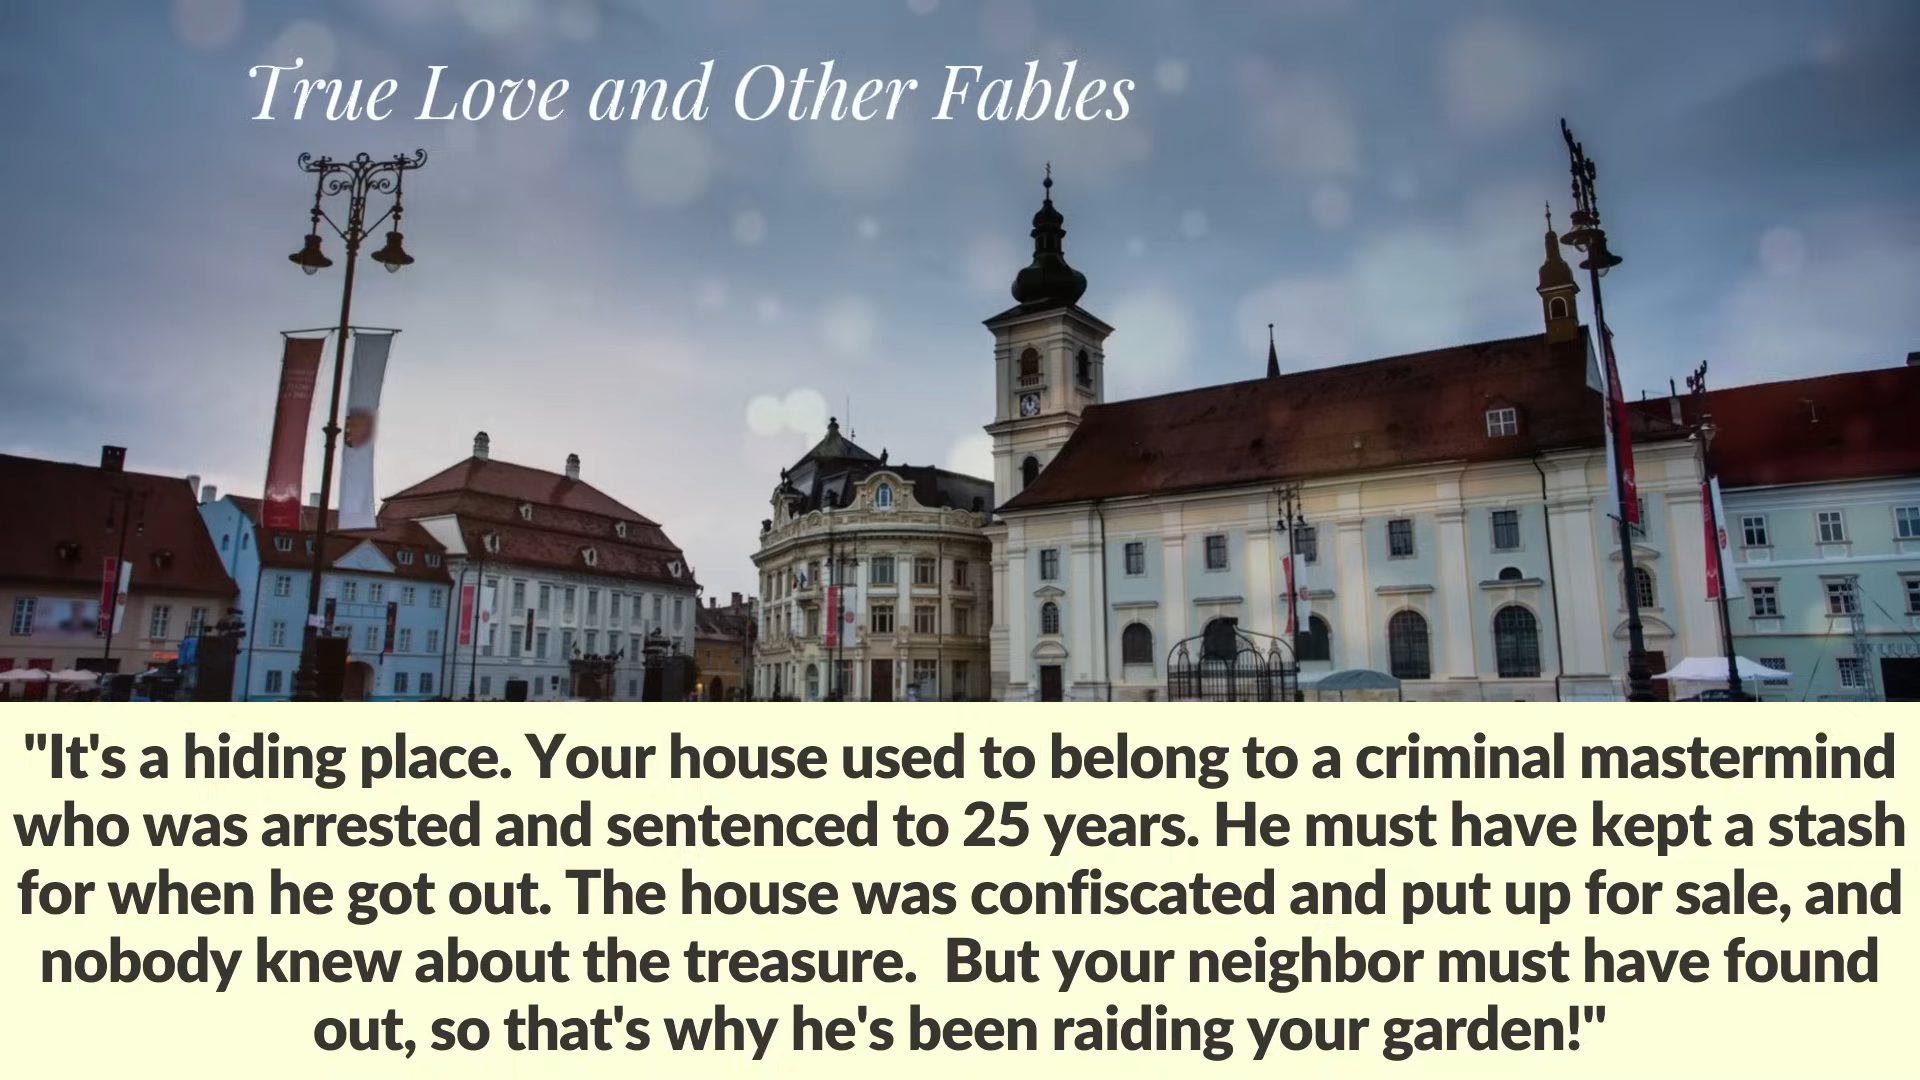 True Love and Other Fables
"It's a hiding place. Your house used to belong to a criminal mastermind
who was arrested and sentenced to 25 years. He must have kept a stash
for when he got out. The house was confiscated and put up for sale, and
nobody knew about the treasure.  But your neighbor must have found
out, so that's why he's been raiding your garden!"